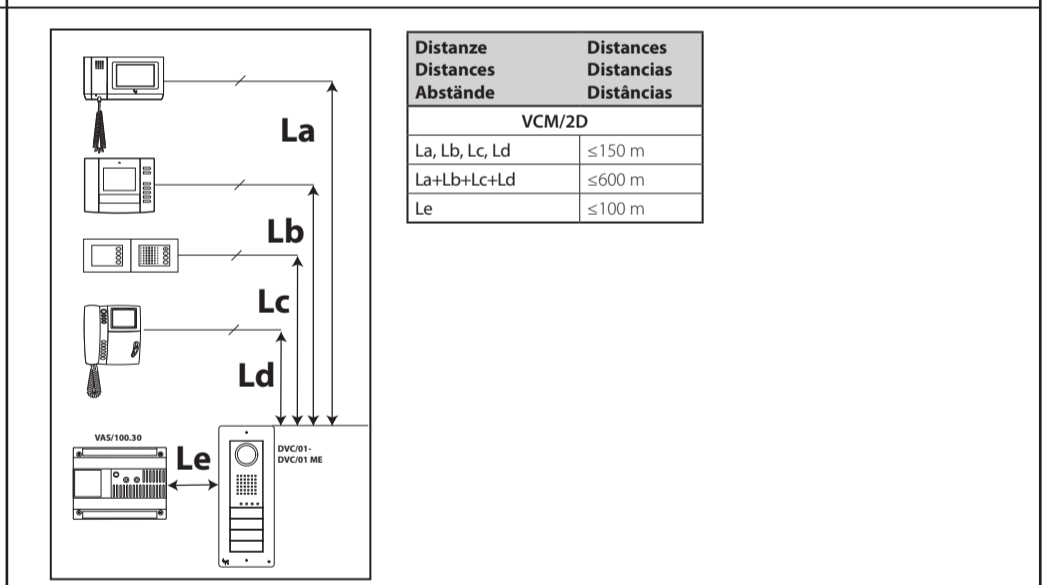 La
Lb
Lc
Ld
VAS/100.30
Le
DVC/01-
DVC/01 ME
Distanze Distances
Distances Distancias
Abstände Distâncias
VCM/2D
La, Lb, Lc, Ld ≤150 m
La+Lb+Lc+Ld ≤600 m
Le ≤100 m